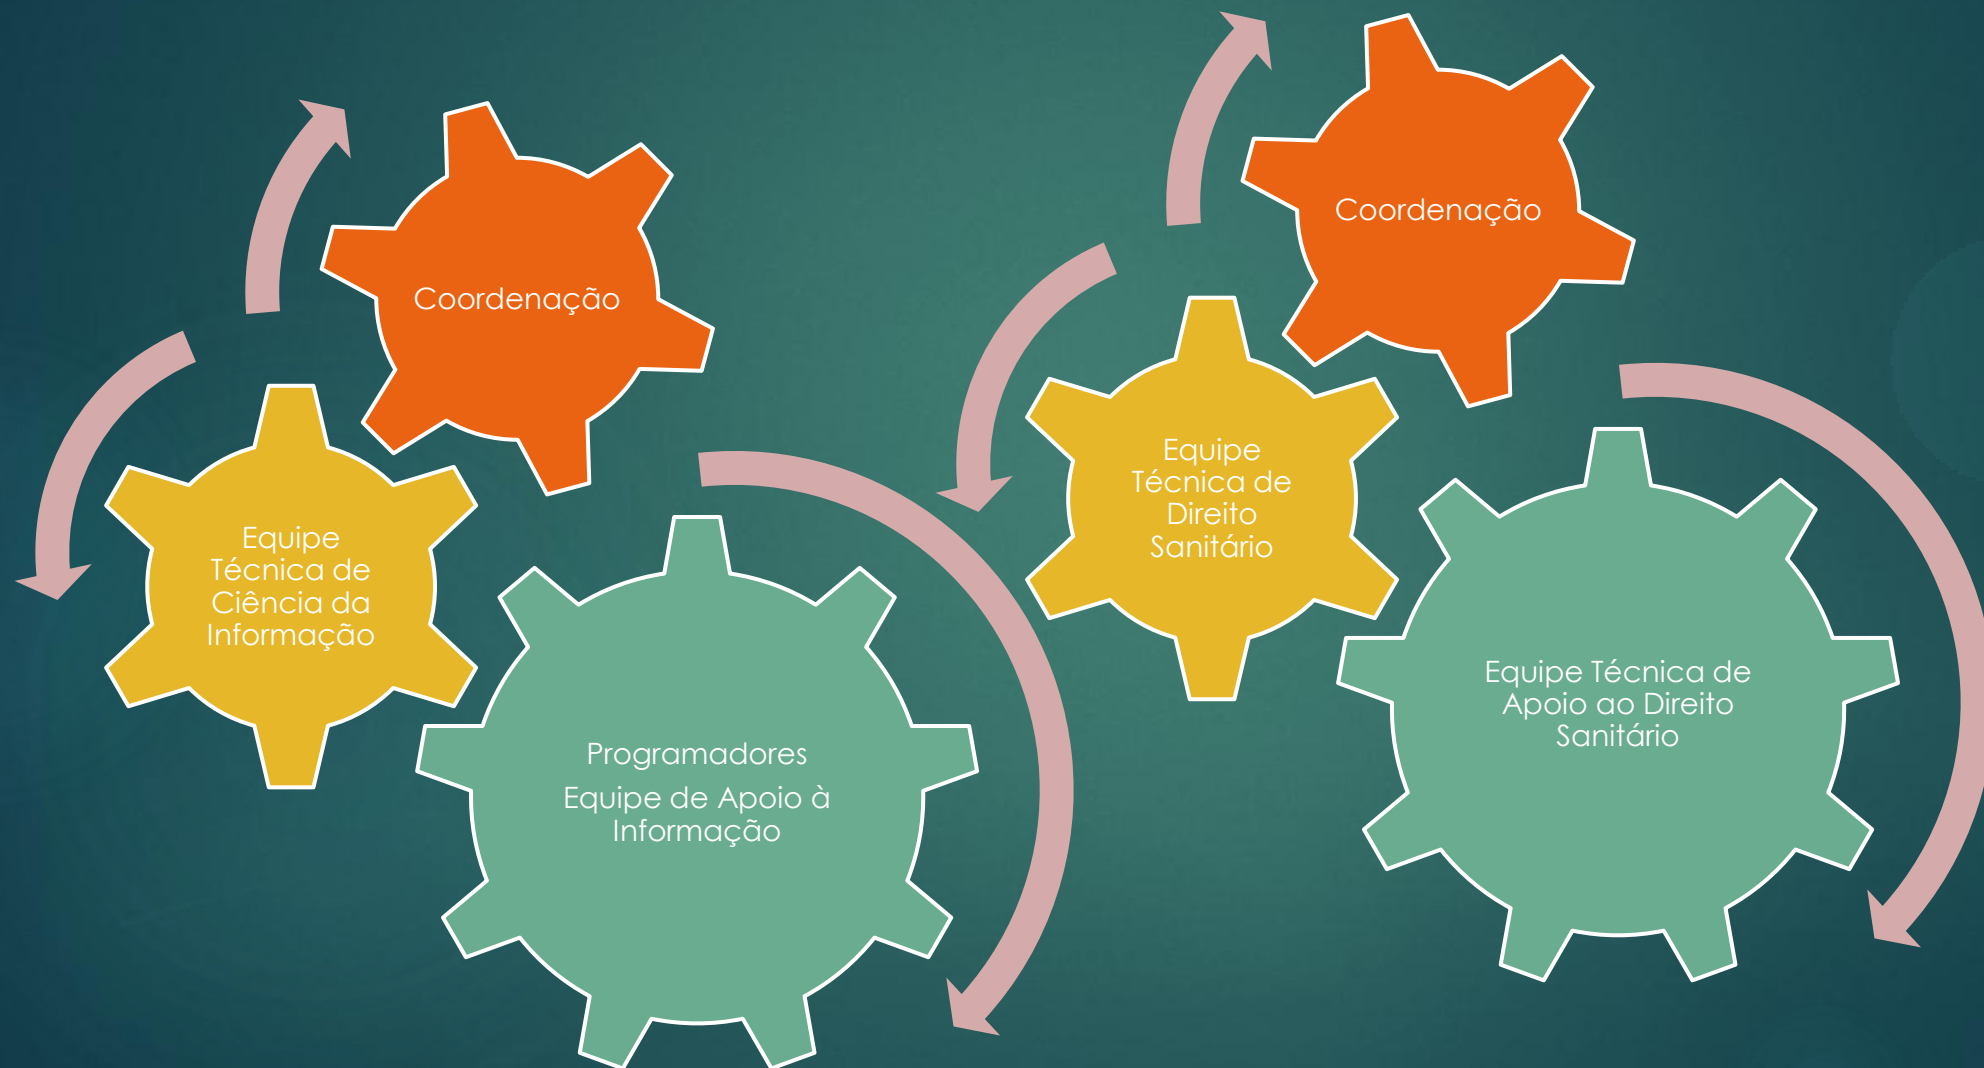 Coordenação
Equipe
Técnica de
Ciência da
Informação
Programadores
Equipe de Apoio à
Informação
Coordenação
Equipe
Técnica de
Direito
Sanitário
Equipe Técnica de
Apoio ao Direito
Sanitário